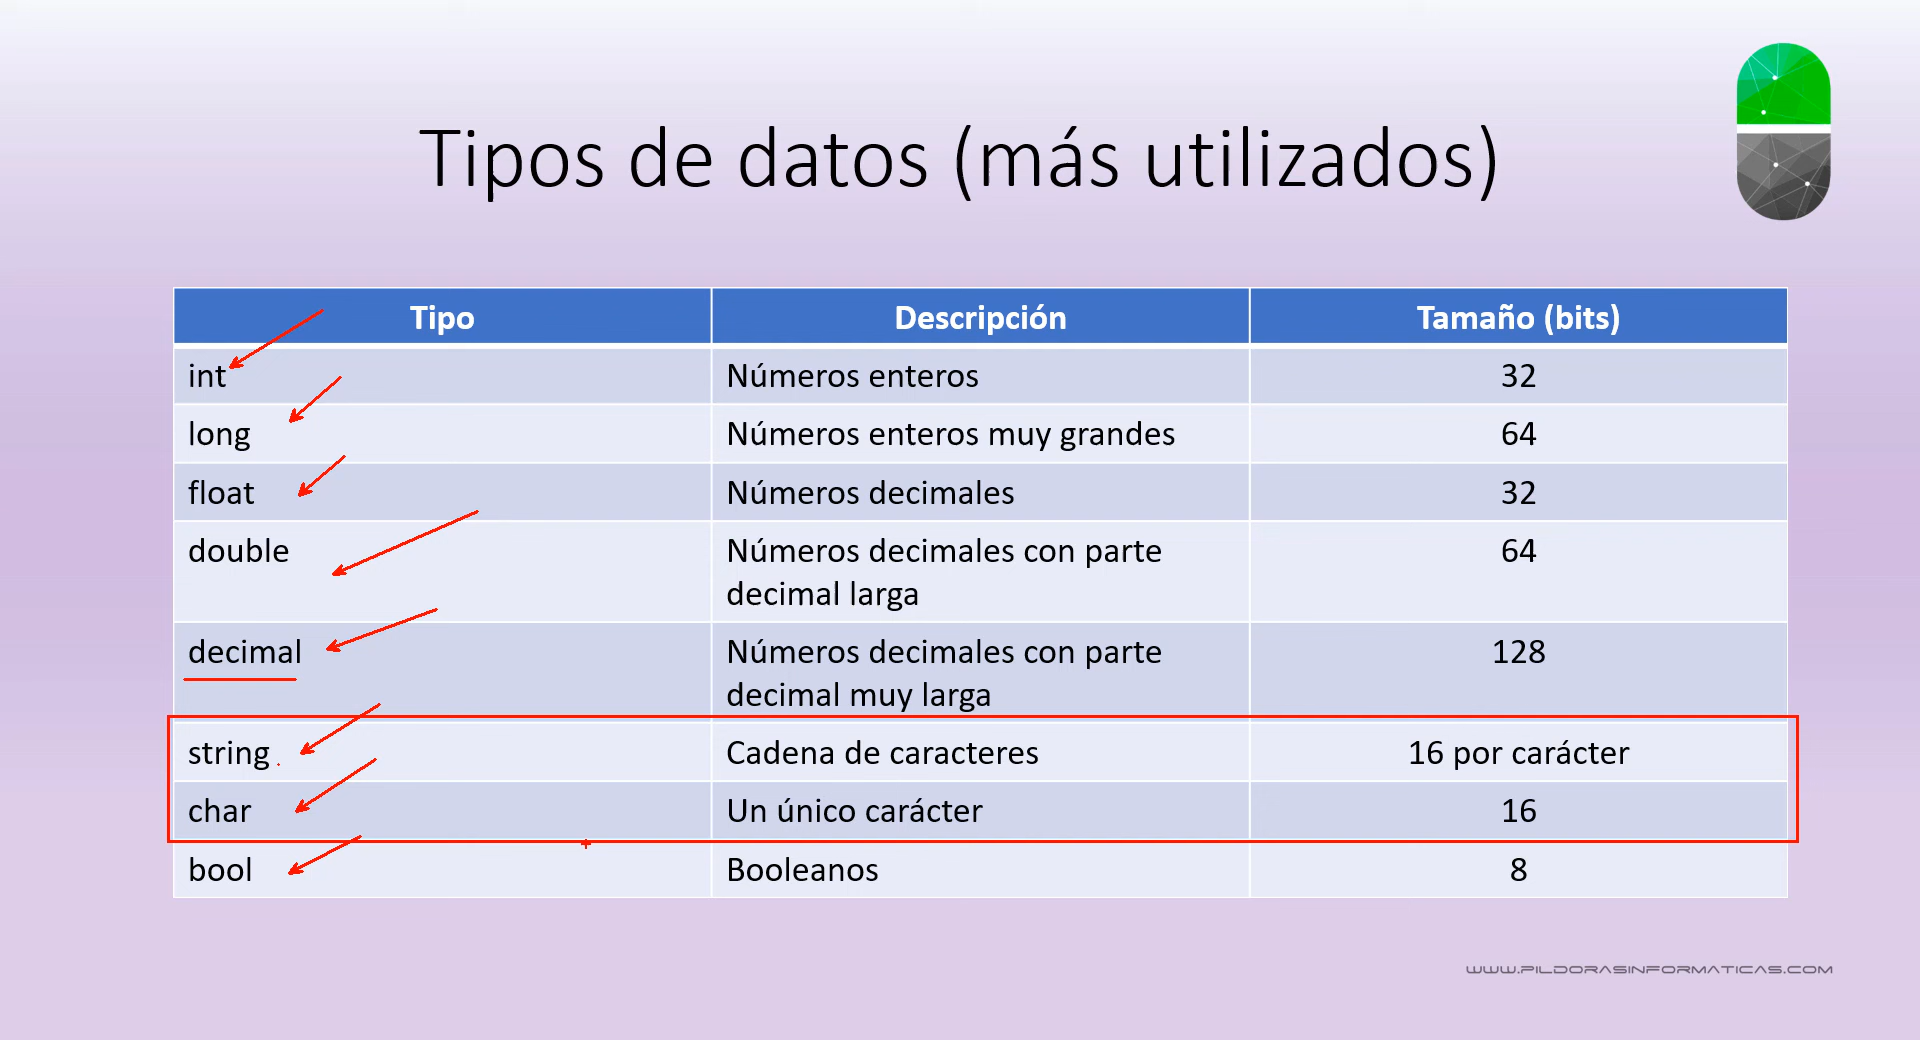 Tipos de datos (más utilizados)
Tipo Descripción Tamaño (bits)
int Números enteros 32
long Números enteros muy grandes 64
float Números decimales 32
double Números decimales con parte 64
decimal larga
decimal Números decimales con parte 128
decimal muy larga
string Cadena de caracteres 16 por carácter
char Un único carácter 16
bool Booleanos 8
WWW.PILDORASINFORMATICAS.COM